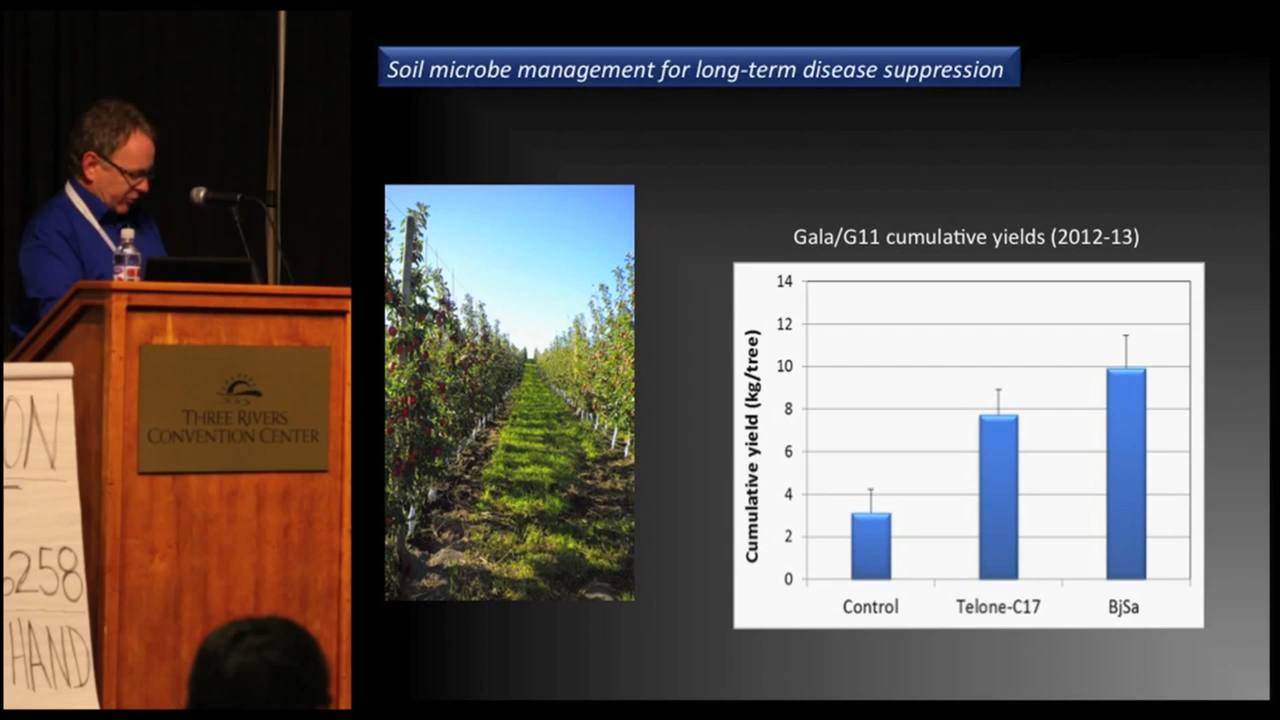 Soil microbe management for long-term disease suppression
Gala/G11 cumulative yields (2012-13)
Cumulative yield (kg/tree)
14
12
10
8
6
4
2
0
Control
Telone-C17
BjSa
THREE RIVERS
CONVENTION CENTER
ON
258
HAND